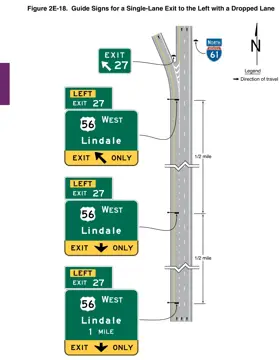 Figure 2E-18. Guide Signs for a Single-Lane Exit to the Left with a Dropped Lane
EXIT
27
NORTH
61
N
Legend
Direction of travel
LEFT
EXIT 27
56 WEST
Lindale
EXIT ONLY
1/2 mile
LEFT
EXIT 27
56 WEST
Lindale
EXIT ONLY
1/2 mile
LEFT
EXIT 27
56 WEST
Lindale
1 MILE
EXIT ONLY